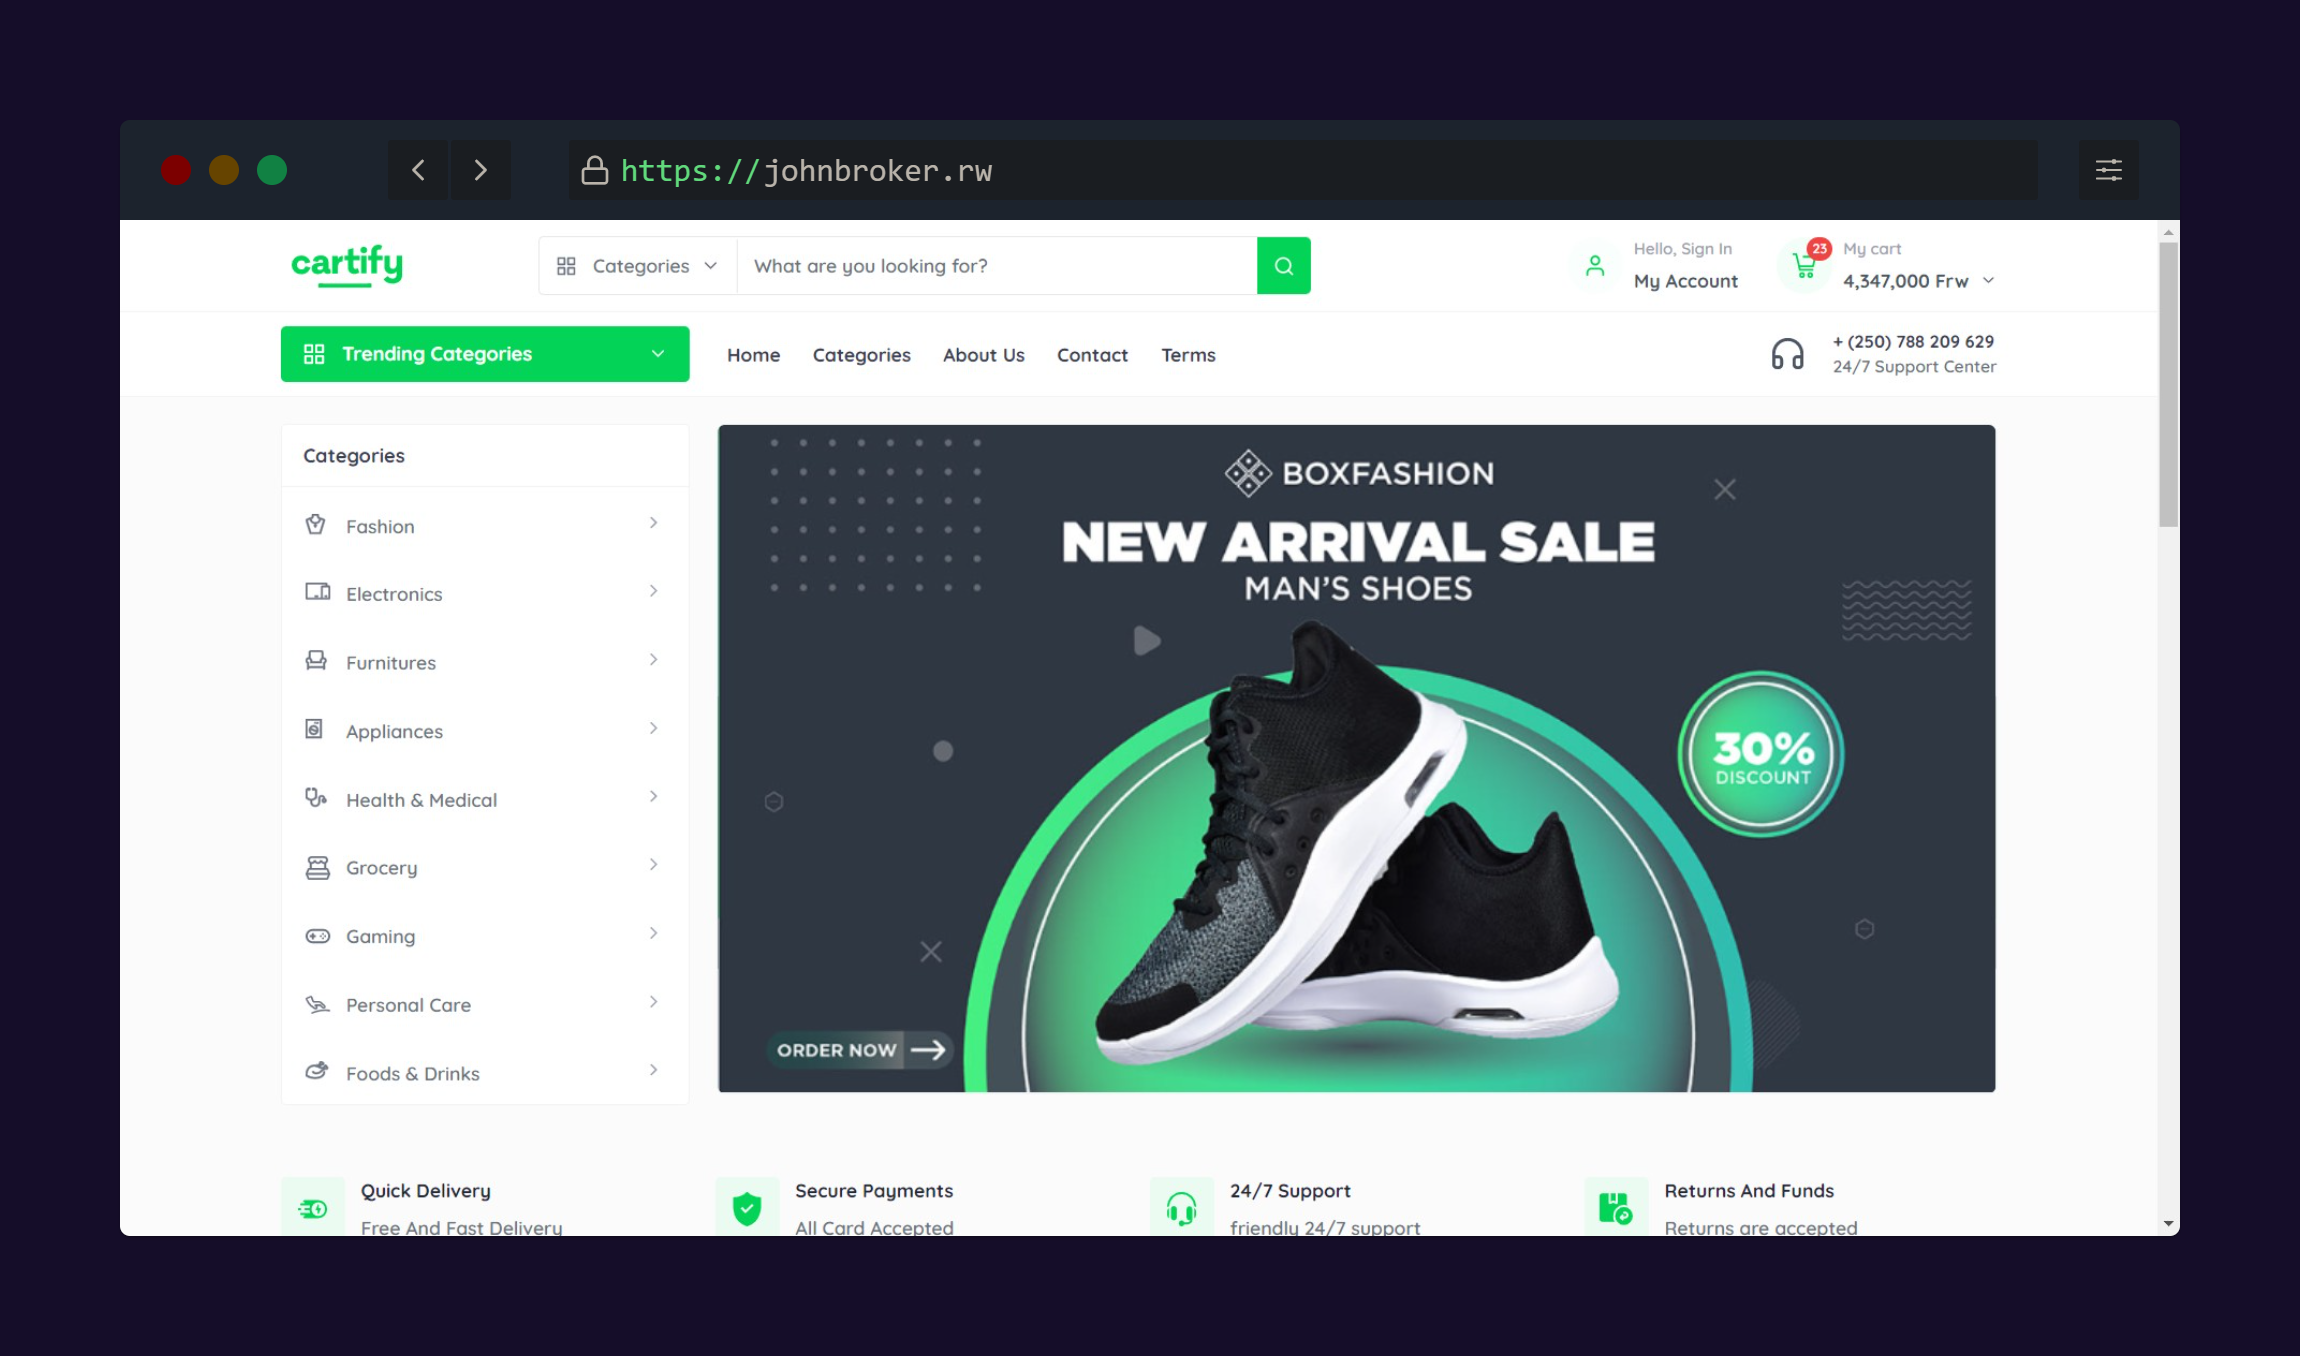 https://johnbroker.rw
cartify
Categories
What are you looking for?
Hello, Sign In
My Account
23
My cart
4,347,000 Frw
Trending Categories
Home
Categories
About Us
Contact
Terms
+ (250) 788 209 629
24/7 Support Center
Categories
Fashion
Electronics
Furnitures
Appliances
Health & Medical
Grocery
Gaming
Personal Care
Foods & Drinks
BOXFASHION
NEW ARRIVAL SALE
MAN'S SHOES
30%
DISCOUNT
ORDER NOW
Quick Delivery
Free And Fast Delivery
Secure Payments
All Card Accepted
24/7 Support
friendly 24/7 support
Returns And Funds
Returns are accepted